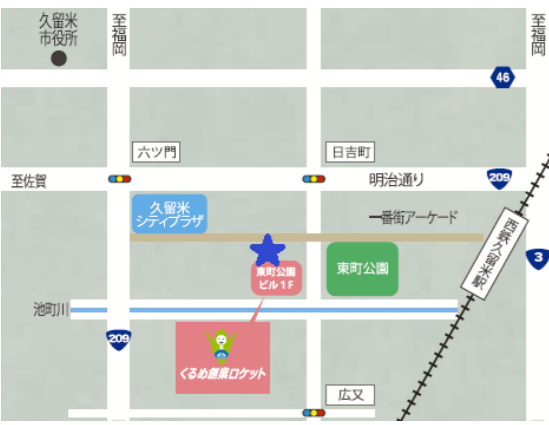 久留米
市役所
至福岡
至福岡
46
六ツ門
日吉町
至佐賀
明治通り
209
久留米
シティプラザ
一番街アーケード
西鉄久留米駅
3
東町公園
ビル1F
東町公園
池町川
209
くるめ創業ロケット
広又